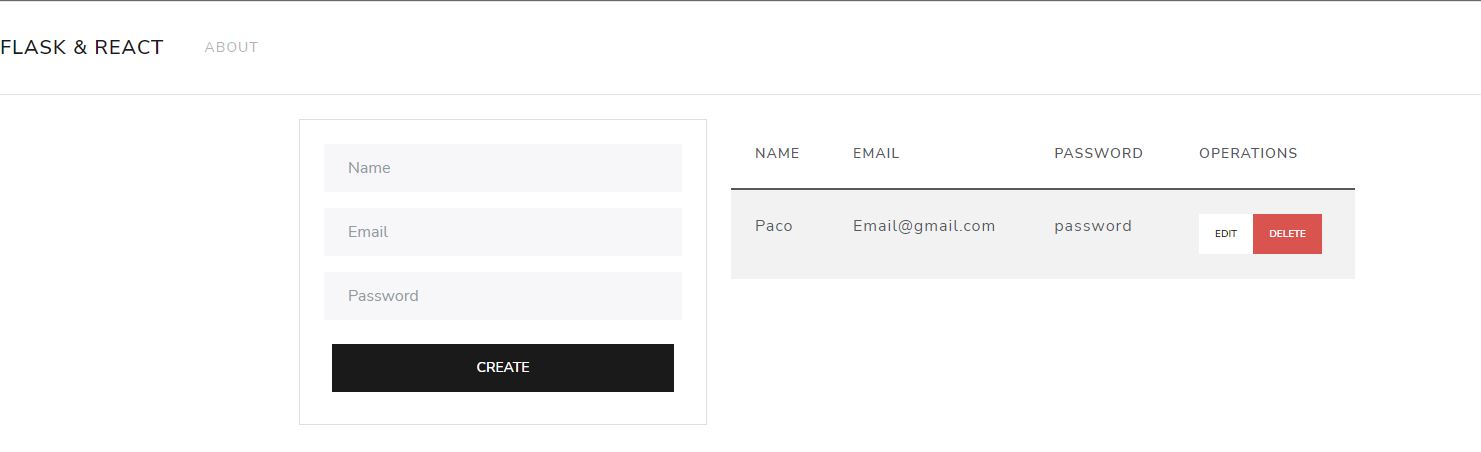 FLASK & REACT ABOUT
Name
Email
Password
CREATE
NAME EMAIL PASSWORD OPERATIONS
Paco Email@gmail.com password EDIT DELETE